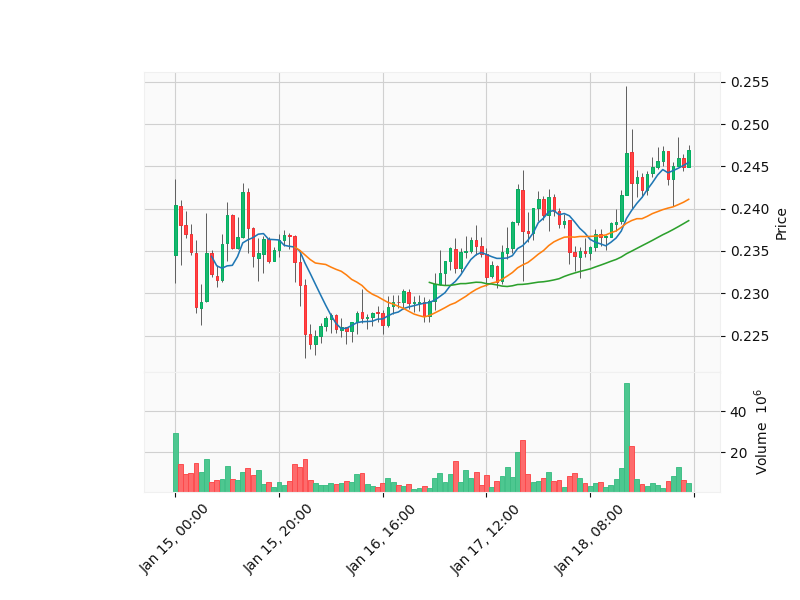 0.255
0.250
0.245
0.240
0.235
0.230
0.225
Price
40
20
Volume 10^6
Jan 15, 00:00
Jan 15, 20:00
Jan 16, 16:00
Jan 17, 12:00
Jan 18, 08:00